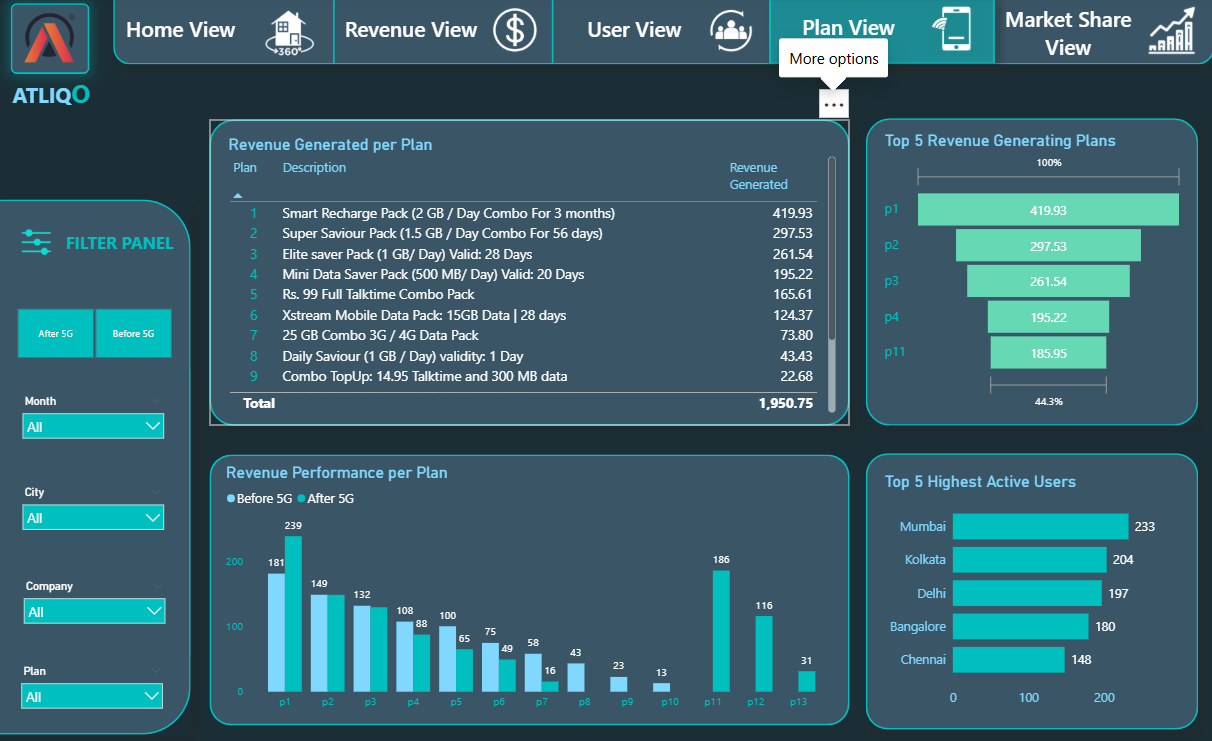 Home View
360°
Revenue View
$
User View
Plan View
Market Share
View
More options
...
ATLIQO
Revenue Generated per Plan
Plan Description Revenue
Generated
1 Smart Recharge Pack (2 GB / Day Combo For 3 months) 419.93
2 Super Saviour Pack (1.5 GB / Day Combo For 56 days) 297.53
3 Elite saver Pack (1 GB/ Day) Valid: 28 Days 261.54
4 Mini Data Saver Pack (500 MB/ Day) Valid: 20 Days 195.22
5 Rs. 99 Full Talktime Combo Pack 165.61
6 Xstream Mobile Data Pack: 15GB Data | 28 days 124.37
7 25 GB Combo 3G / 4G Data Pack 73.80
8 Daily Saviour (1 GB / Day) validity: 1 Day 43.43
9 Combo TopUp: 14.95 Talktime and 300 MB data 22.68
Total 1,950.75
Top 5 Revenue Generating Plans
100%
p1 419.93
p2 297.53
p3 261.54
p4 195.22
p11 185.95
44.3%
FILTER PANEL
After 5G Before 5G
Month
All
City
All
Company
All
Plan
All
Revenue Performance per Plan
Before 5G After 5G
239
181
149
132
108
88
100
65
75
49
58
16
43
23
13
186
116
31
200
100
0
p1 p2 p3 p4 p5 p6 p7 p8 p9 p10 p11 p12 p13
Top 5 Highest Active Users
Mumbai 233
Kolkata 204
Delhi 197
Bangalore 180
Chennai 148
0 100 200